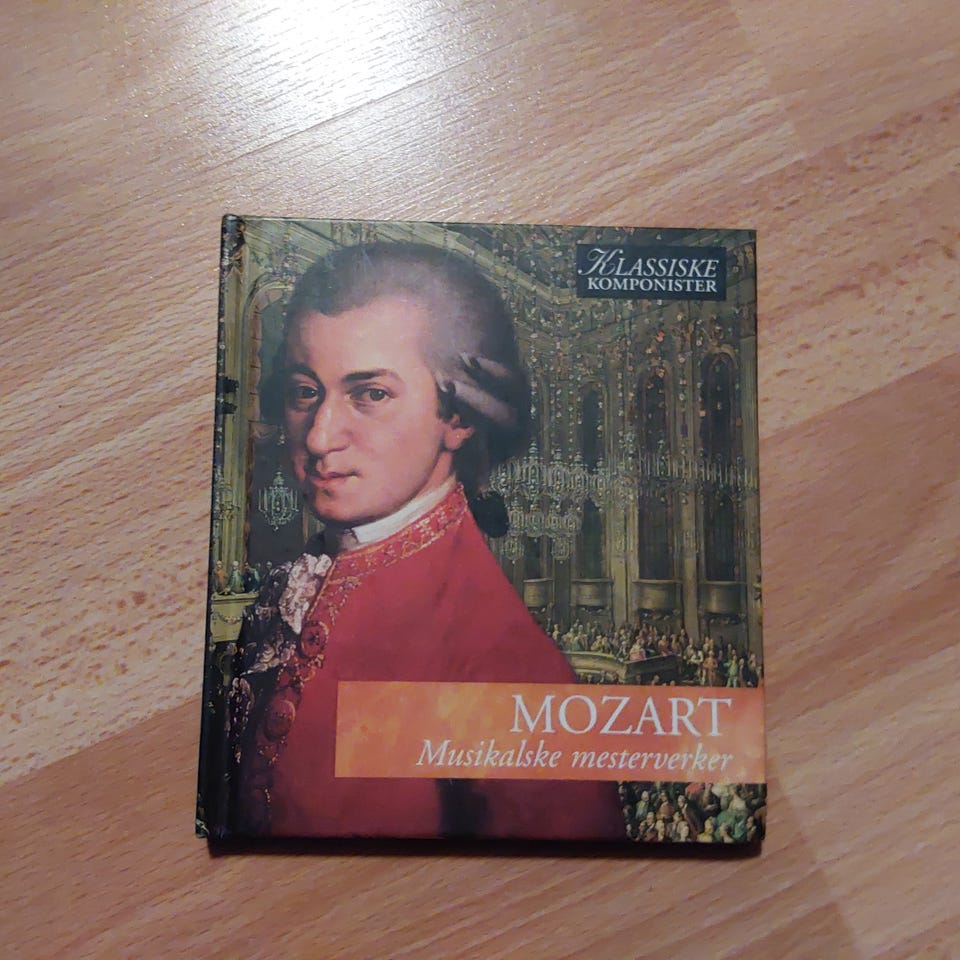 KLASSISKE
KOMPONISTER
MOZART
Musikalske mesterverker